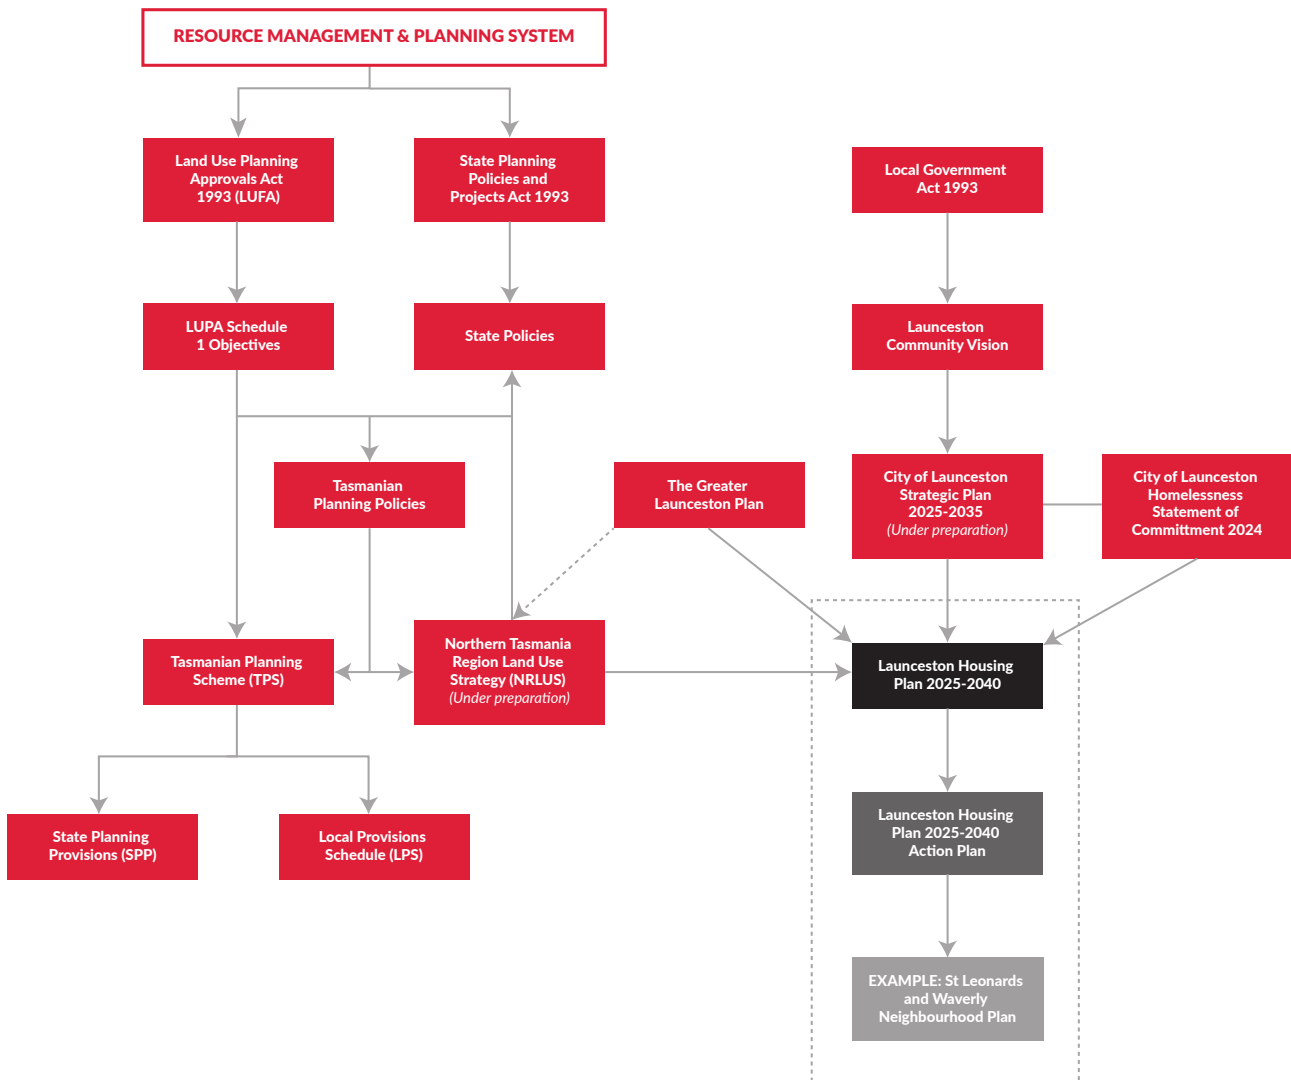 RESOURCE MANAGEMENT & PLANNING SYSTEM
Land Use Planning
Approvals Act
1993 (LUFA)
State Planning
Policies and
Projects Act 1993
Local Government
Act 1993
LUPA Schedule
1 Objectives
State Policies
Launceston
Community Vision
Tasmanian
Planning Policies
The Greater
Launceston Plan
City of Launceston
Strategic Plan
2025-2035
(Under preparation)
City of Launceston
Homelessness
Statement of
Committment 2024
Tasmanian Planning
Scheme (TPS)
Northern Tasmania
Region Land Use
Strategy (NRLUS)
(Under preparation)
Launceston Housing
Plan 2025-2040
State Planning
Provisions (SPP)
Local Provisions
Schedule (LPS)
Launceston Housing
Plan 2025-2040
Action Plan
EXAMPLE: St Leonards
and Waverly
Neighbourhood Plan